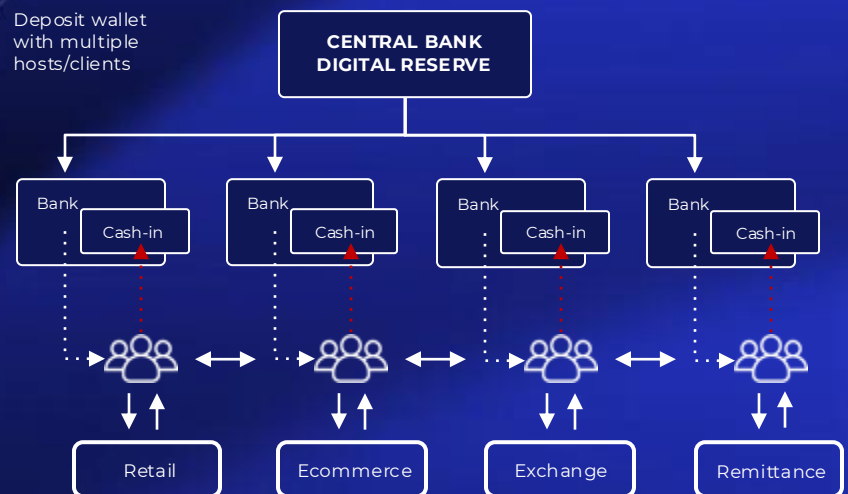 Deposit wallet
with multiple
hosts/clients
CENTRAL BANK
DIGITAL RESERVE
Bank
Cash-in
Bank
Cash-in
Bank
Cash-in
Bank
Cash-in
Retail
Ecommerce
Exchange
Remittance